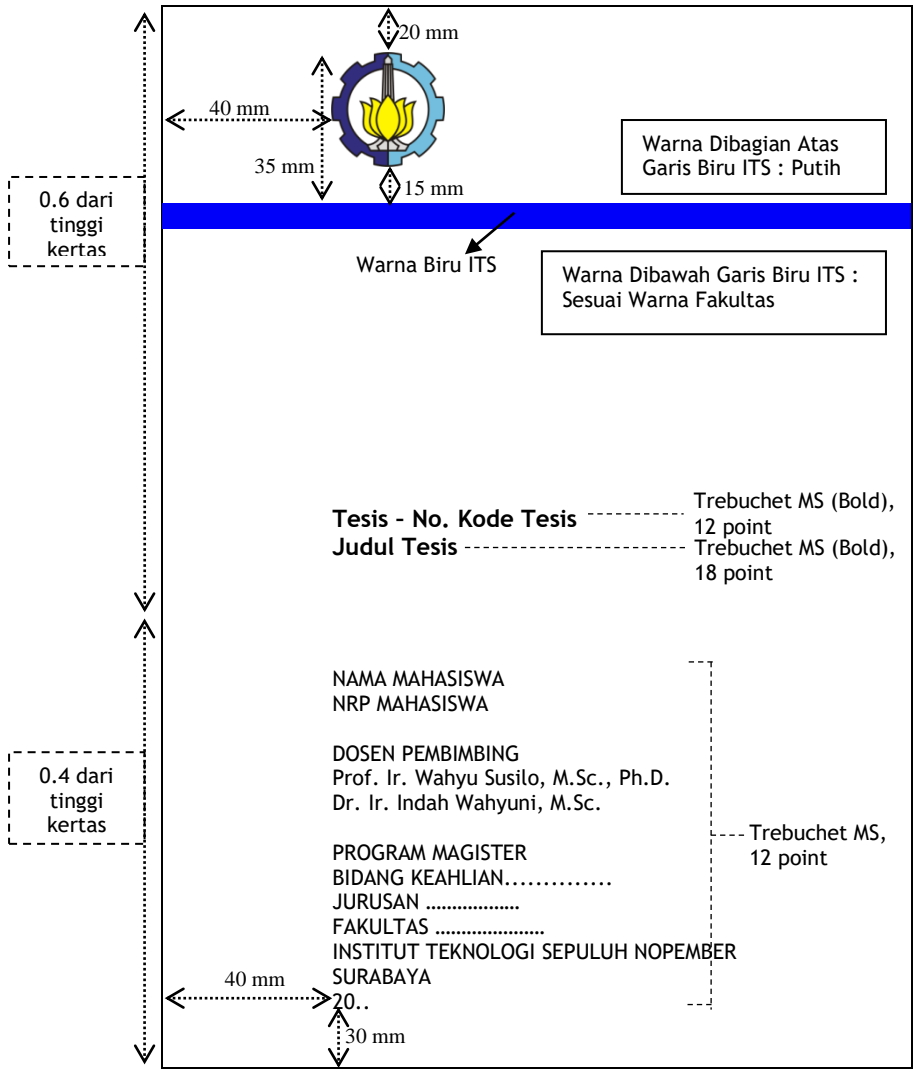 20 mm
40 mm
35 mm
15 mm
Warna Dibagian Atas
Garis Biru ITS : Putih
0.6 dari
tinggi
kertas
Warna Biru ITS
Warna Dibawah Garis Biru ITS :
Sesuai Warna Fakultas
Tesis – No. Kode Tesis
Trebuchet MS (Bold),
12 point
Judul Tesis
Trebuchet MS (Bold),
18 point
NAMA MAHASISWA
NRP MAHASISWA
DOSEN PEMBIMBING
Prof. Ir. Wahyu Susilo, M.Sc., Ph.D.
Dr. Ir. Indah Wahyuni, M.Sc.
0.4 dari
tinggi
kertas
Trebuchet MS,
12 point
PROGRAM MAGISTER
BIDANG KEAHLIAN..............
JURUSAN ..................
FAKULTAS .....................
INSTITUT TEKNOLOGI SEPULUH NOPEMBER
SURABAYA
20..
40 mm
30 mm